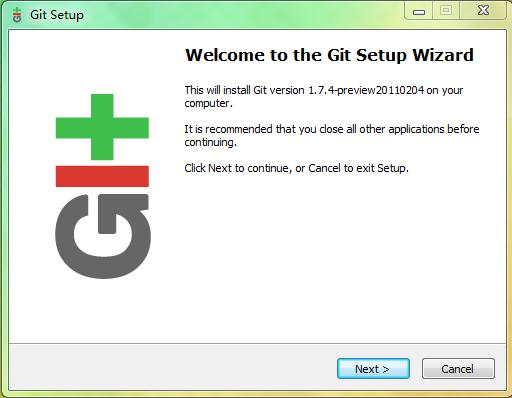 Git Setup
Welcome to the Git Setup Wizard
This will install Git version 1.7.4-preview20110204 on your
computer.
It is recommended that you close all other applications before
continuing.
Click Next to continue, or Cancel to exit Setup.
Next >
Cancel